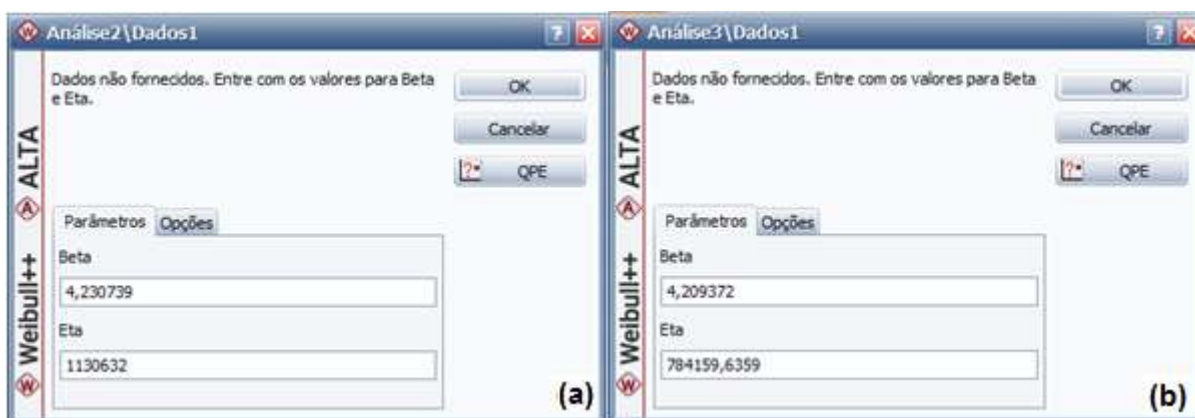 Análise2\Dados1
Dados não fornecidos. Entre com os valores para Beta
e Eta.
OK
Cancelar
QPE
Parâmetros Opções
Beta
4,230739
Eta
1130632
Weibull++ ALTA
(a)
Análise3\Dados1
Dados não fornecidos. Entre com os valores para Beta
e Eta.
OK
Cancelar
QPE
Parâmetros Opções
Beta
4,209372
Eta
784159,6359
Weibull++ ALTA
(b)